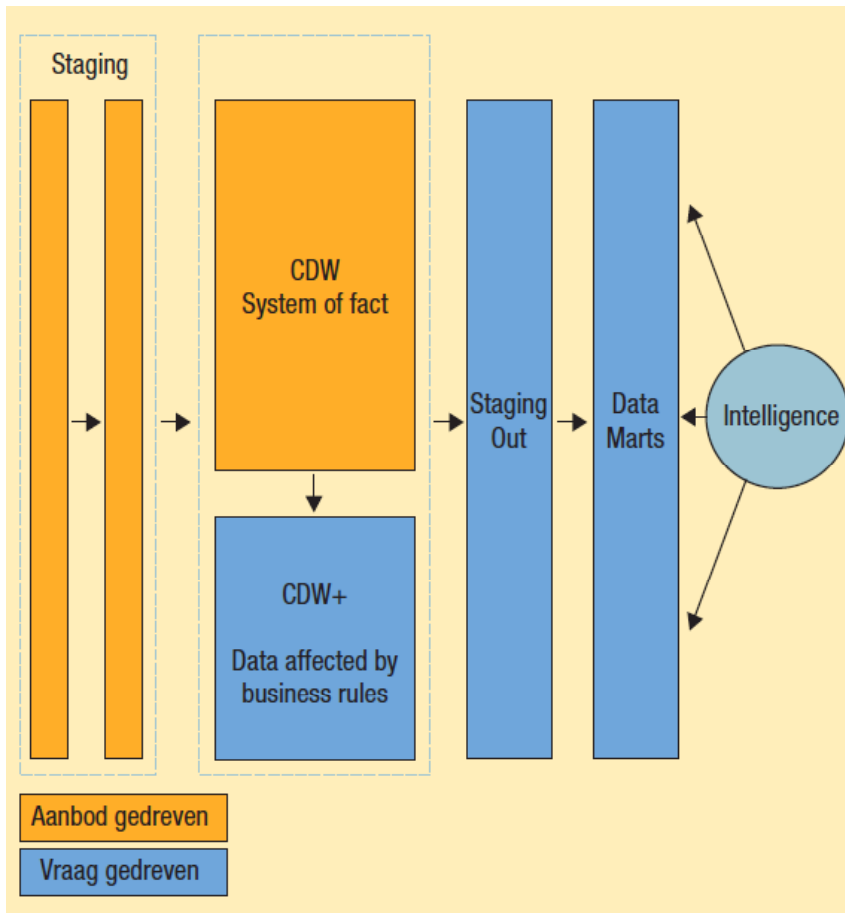 Staging
CDW
System of fact
CDW+
Data affected by
business rules
Staging
Out
Data
Marts
Intelligence
Aanbod gedreven
Vraag gedreven